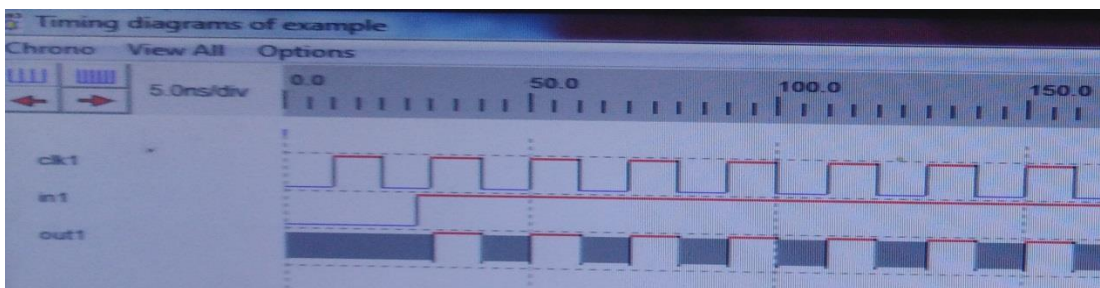 Timing diagrams of example
Chrono View All Options
5.0ns/div 0.0 50.0 100.0 150.0
clk1
in1
out1